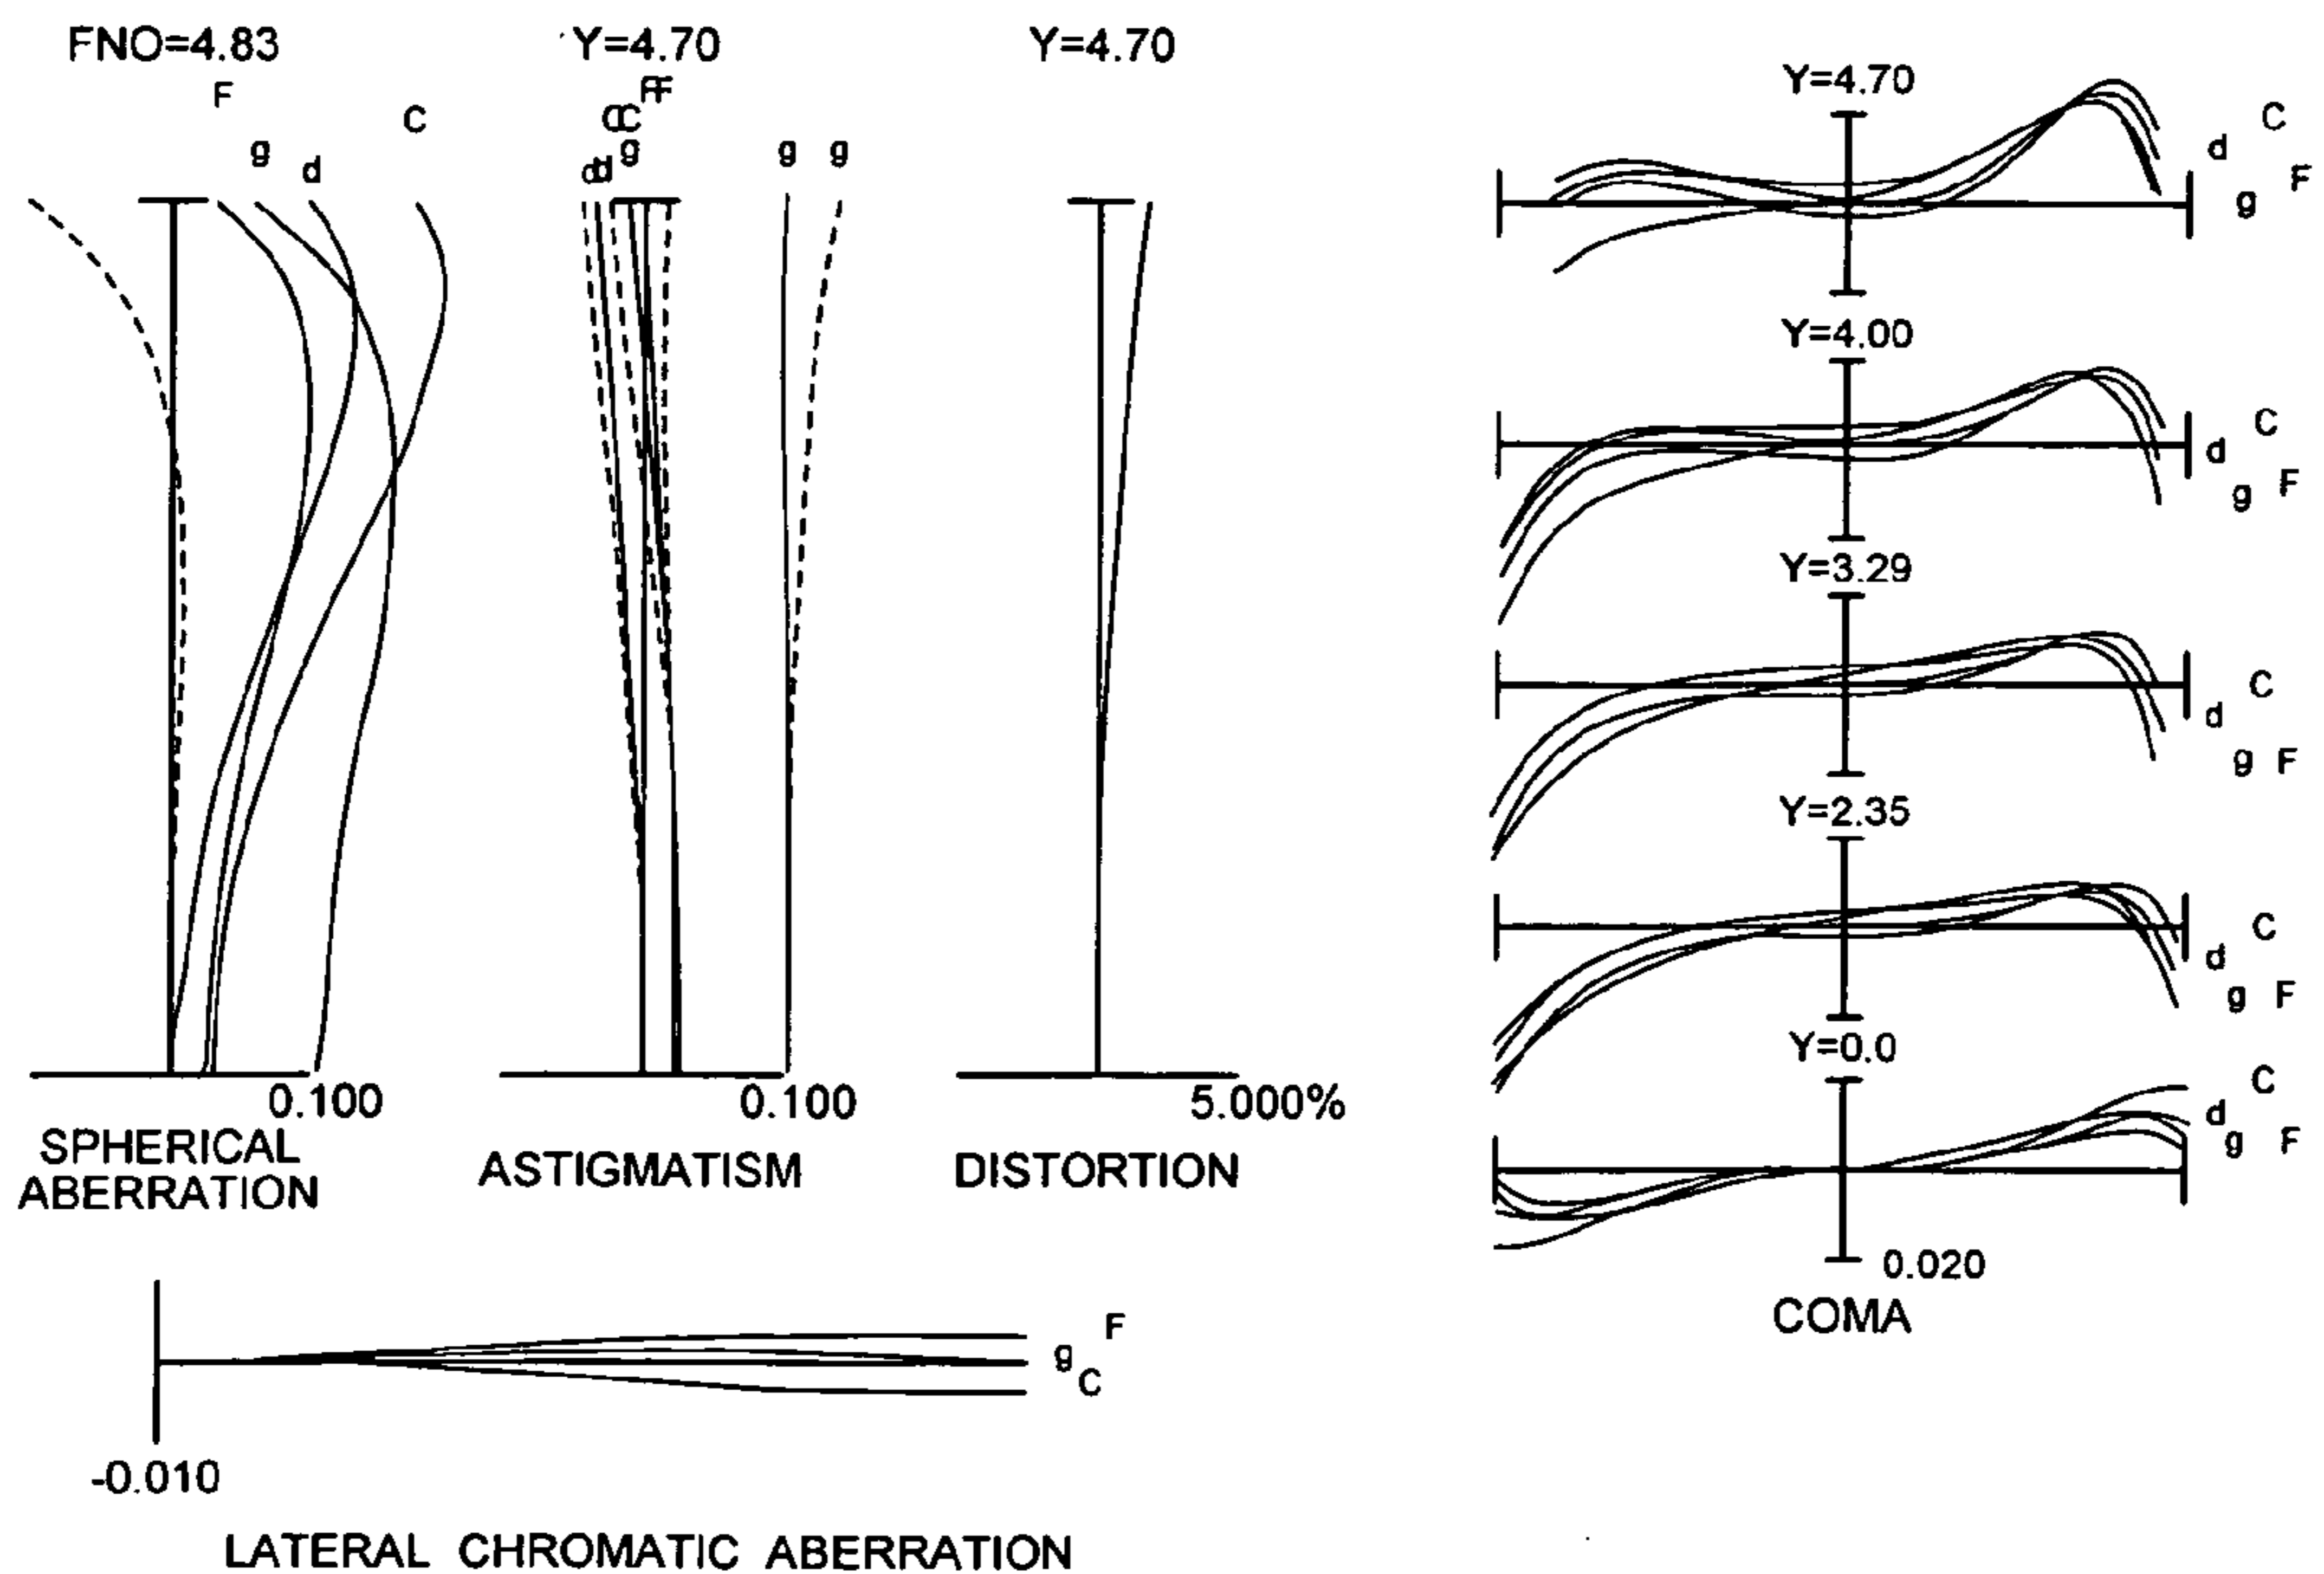 FNO=4.83
F
C
g
d
0.100
SPHERICAL
ABERRATION
Y=4.70
FF
CC
g
dd
g g
0.100
ASTIGMATISM
Y=4.70
5.000%
DISTORTION
Y=4.70
C
d
F
g
Y=4.00
C
d
F
g
Y=3.29
C
d
g F
Y=2.35
C
d
g F
Y=0.0
C
d
g F
0.020
COMA
F
g
C
-0.010
LATERAL CHROMATIC ABERRATION